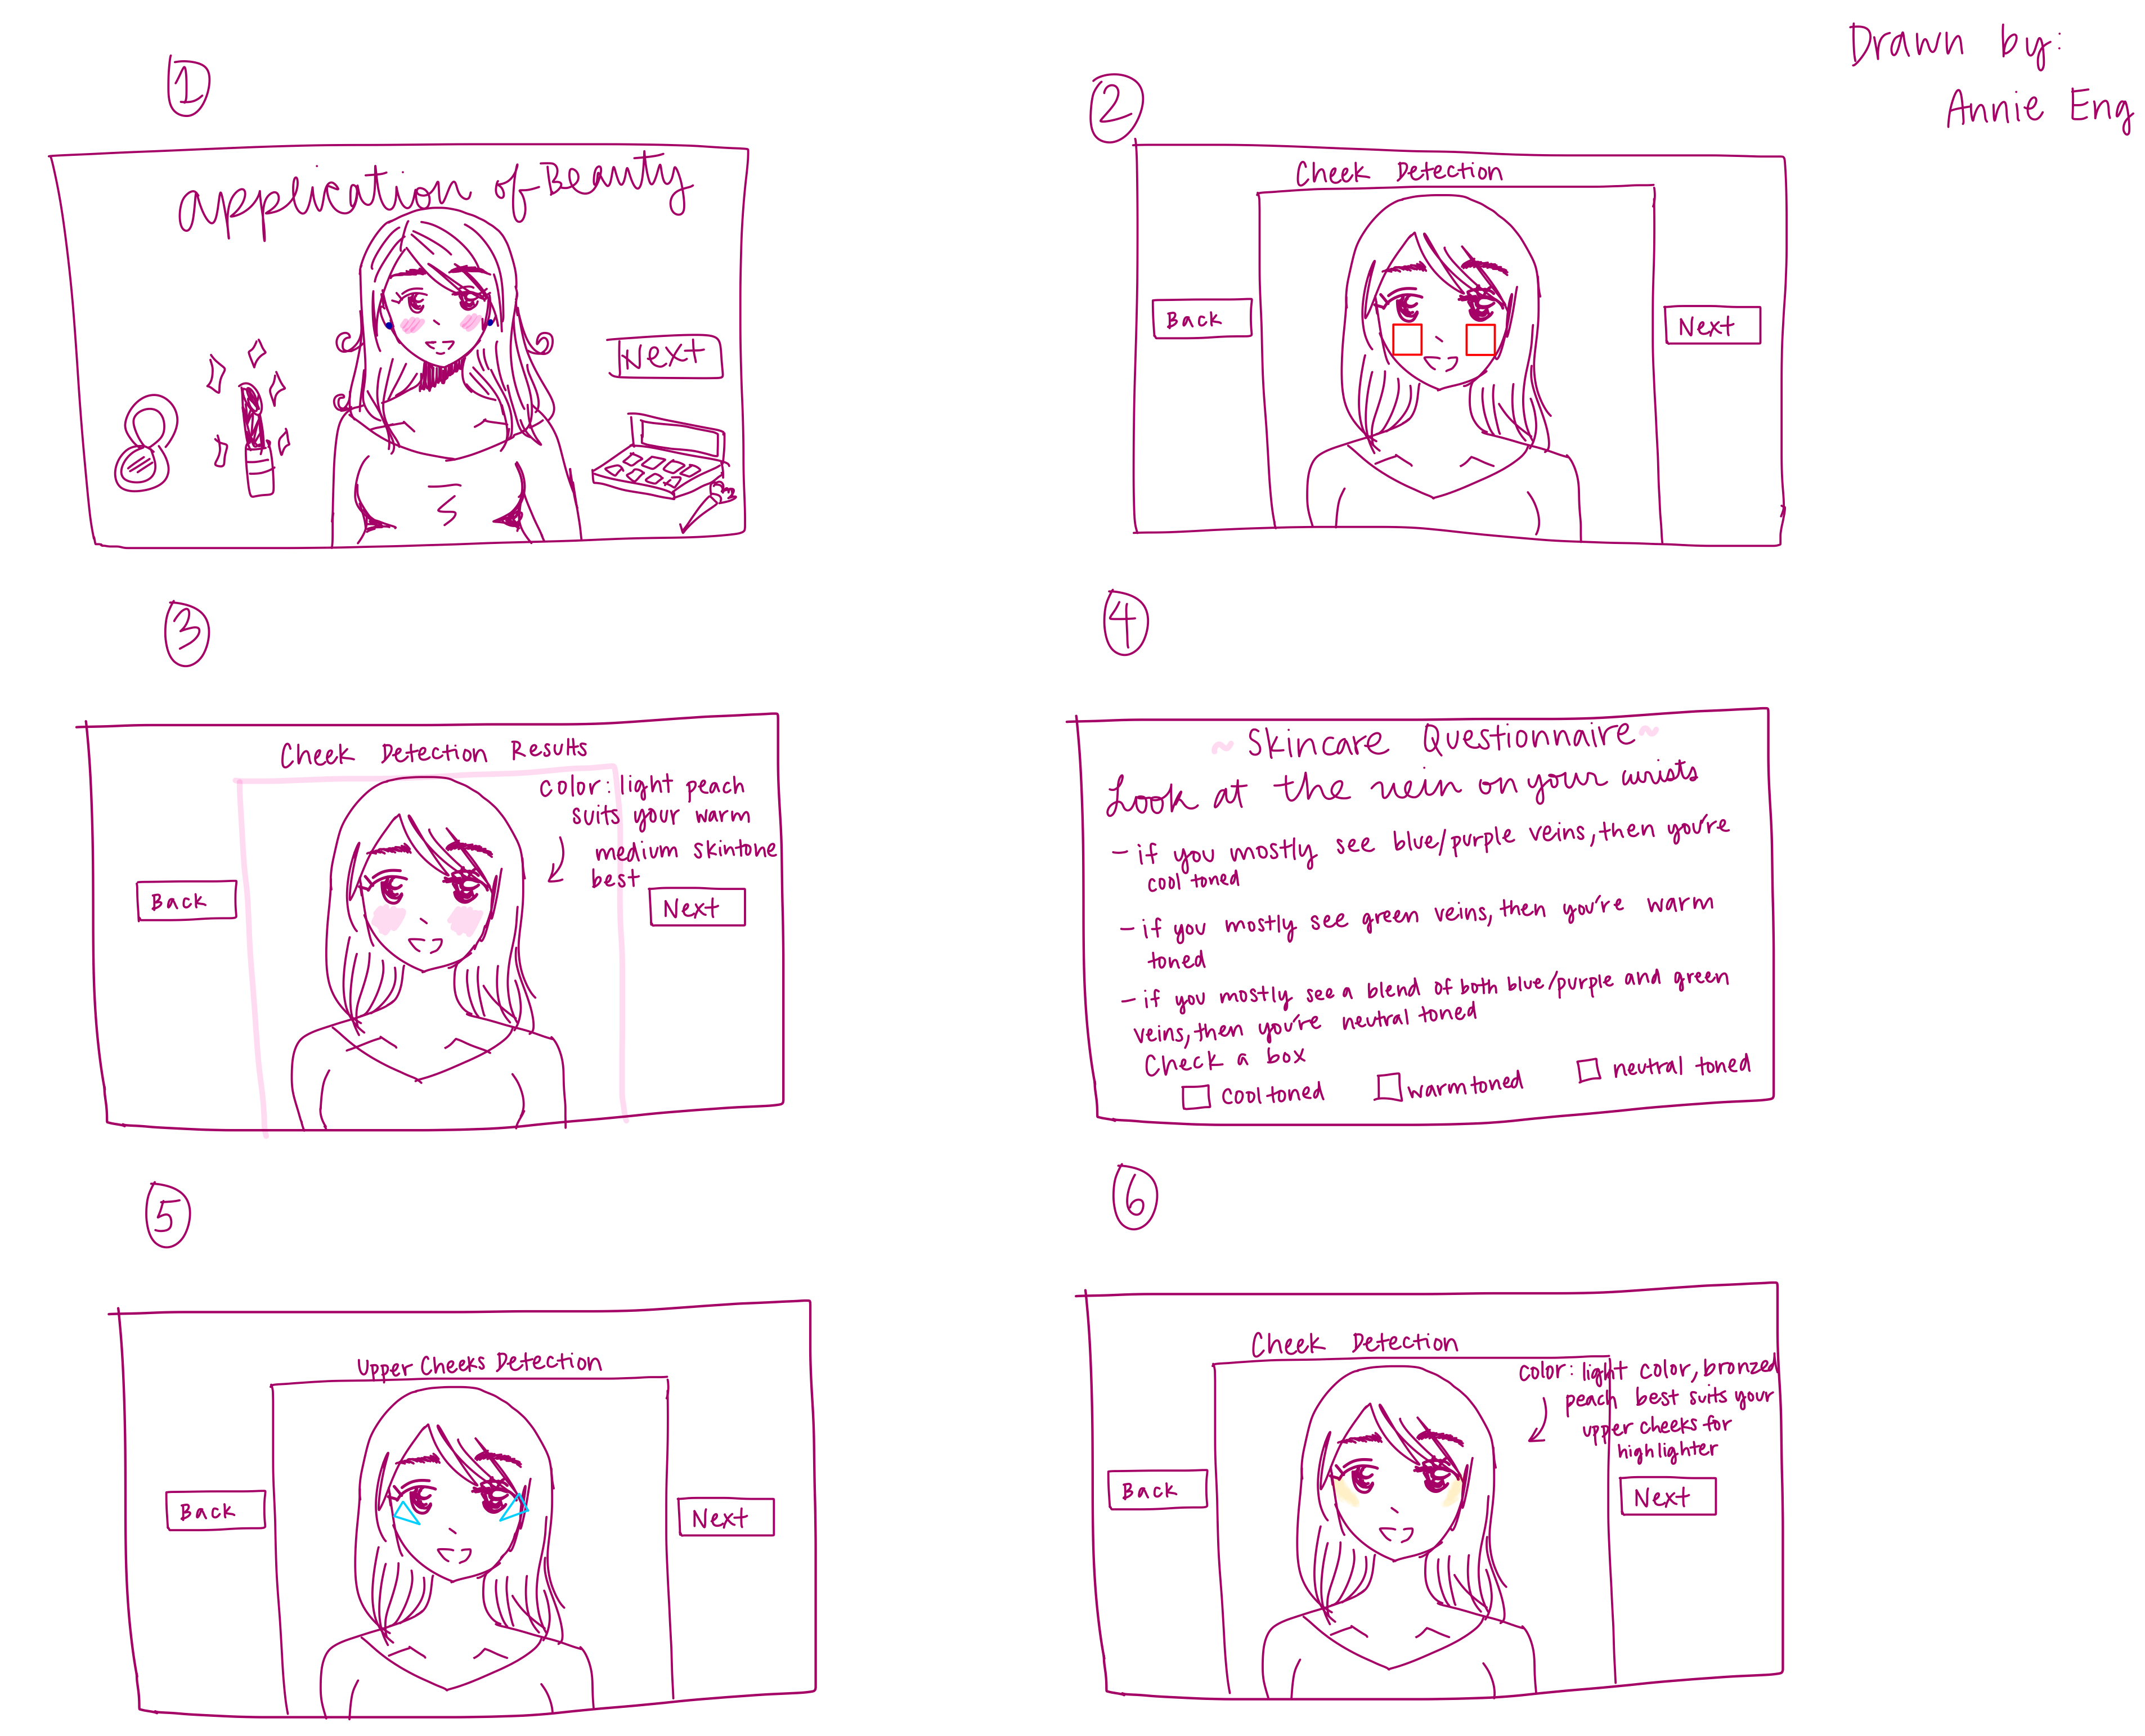 Drawn by:
Annie Eng
1
application of Beauty
Next
2
Cheek Detection
Back
Next
3
Cheek Detection Results
color: light peach
suits your warm
medium skintone
best
Back
Next
4
~ Skincare Questionnaire ~
Look at the vein on your wrists
- if you mostly see blue/purple veins, then you're
cool toned
- if you mostly see green veins, then you're warm
toned
- if you mostly see a blend of both blue/purple and green
veins, then you're neutral toned
Check a box
cool toned
warm toned
neutral toned
5
Upper Cheeks Detection
Back
Next
6
Cheek Detection
color: light color, bronzed
peach best suits your
upper cheeks for
highlighter
Back
Next